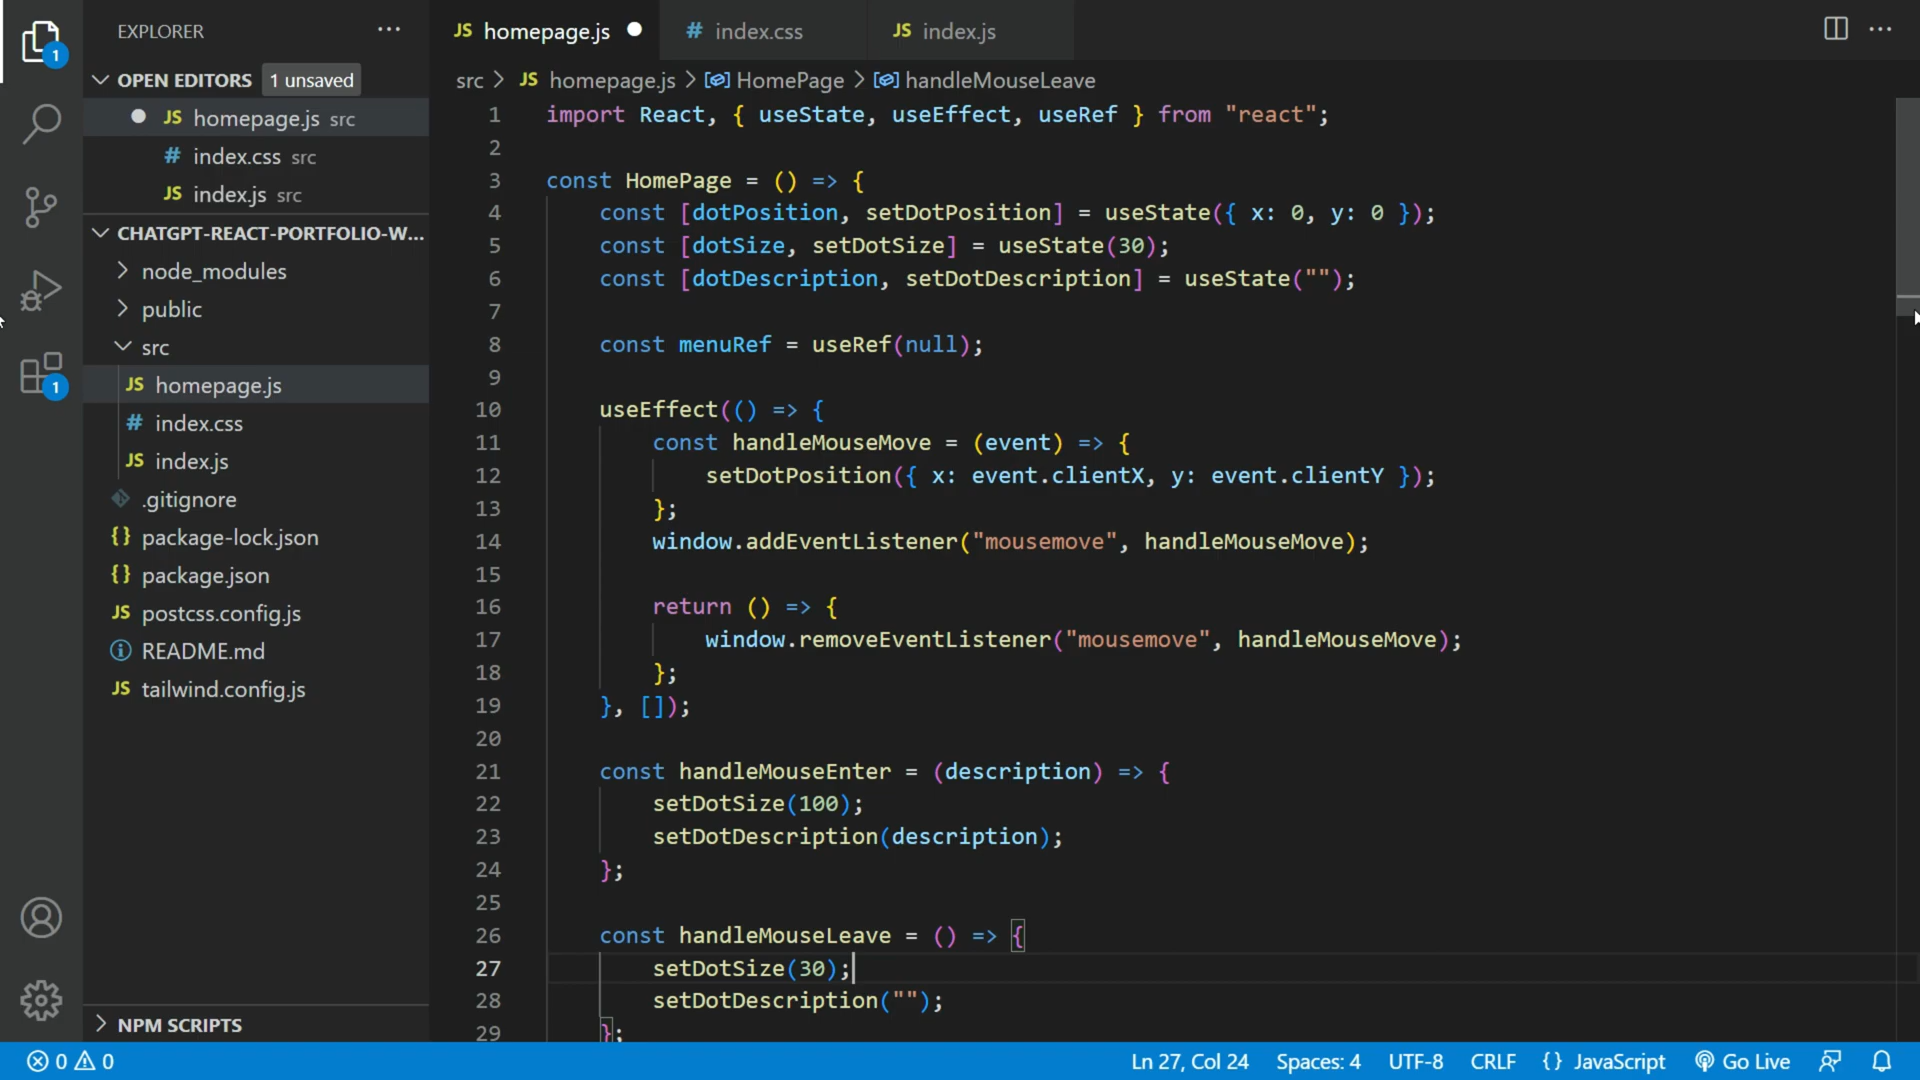 EXPLORER
OPEN EDITORS 1 unsaved
JS homepage.js src
# index.css src
JS index.js src
CHATGPT-REACT-PORTFOLIO-W...
node_modules
public
src
JS homepage.js
# index.css
JS index.js
.gitignore
{} package-lock.json
{} package.json
JS postcss.config.js
README.md
JS tailwind.config.js
NPM SCRIPTS
1
1
JS homepage.js
# index.css
JS index.js
src > JS homepage.js > HomePage > handleMouseLeave
1 import React, { useState, useEffect, useRef } from "react";
2
3 const HomePage = () => {
4 const [dotPosition, setDotPosition] = useState({ x: 0, y: 0 });
5 const [dotSize, setDotSize] = useState(30);
6 const [dotDescription, setDotDescription] = useState("");
7
8 const menuRef = useRef(null);
9
10 useEffect(() => {
11 const handleMouseMove = (event) => {
12 setDotPosition({ x: event.clientX, y: event.clientY });
13 };
14 window.addEventListener("mousemove", handleMouseMove);
15
16 return () => {
17 window.removeEventListener("mousemove", handleMouseMove);
18 };
19 }, []);
20
21 const handleMouseEnter = (description) => {
22 setDotSize(100);
23 setDotDescription(description);
24 };
25
26 const handleMouseLeave = () => {
27 setDotSize(30);
28 setDotDescription("");
29 };
0 0
Ln 27, Col 24 Spaces: 4 UTF-8 CRLF {} JavaScript Go Live